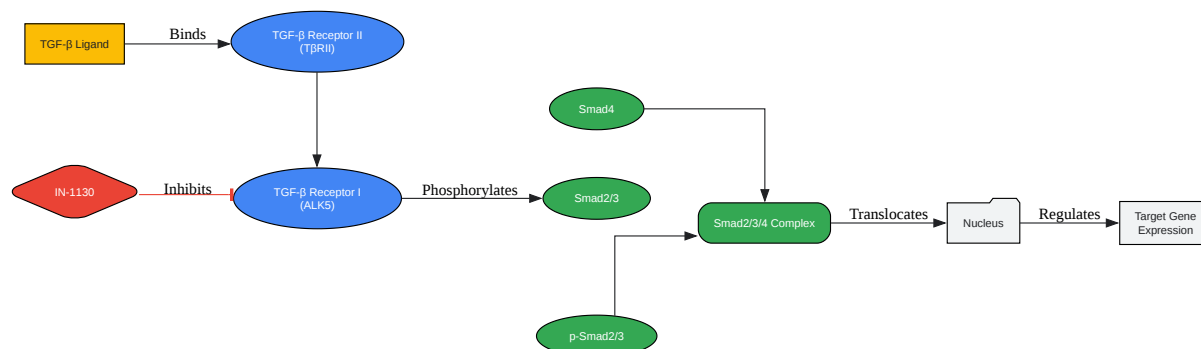 TGF-β Ligand
Binds
TGF-β Receptor II
(TβRII)
Smad4
IN-1130
Inhibits
TGF-β Receptor I
(ALK5)
Phosphorylates
Smad2/3
Smad2/3/4 Complex
Translocates
Nucleus
Regulates
Target Gene
Expression
p-Smad2/3